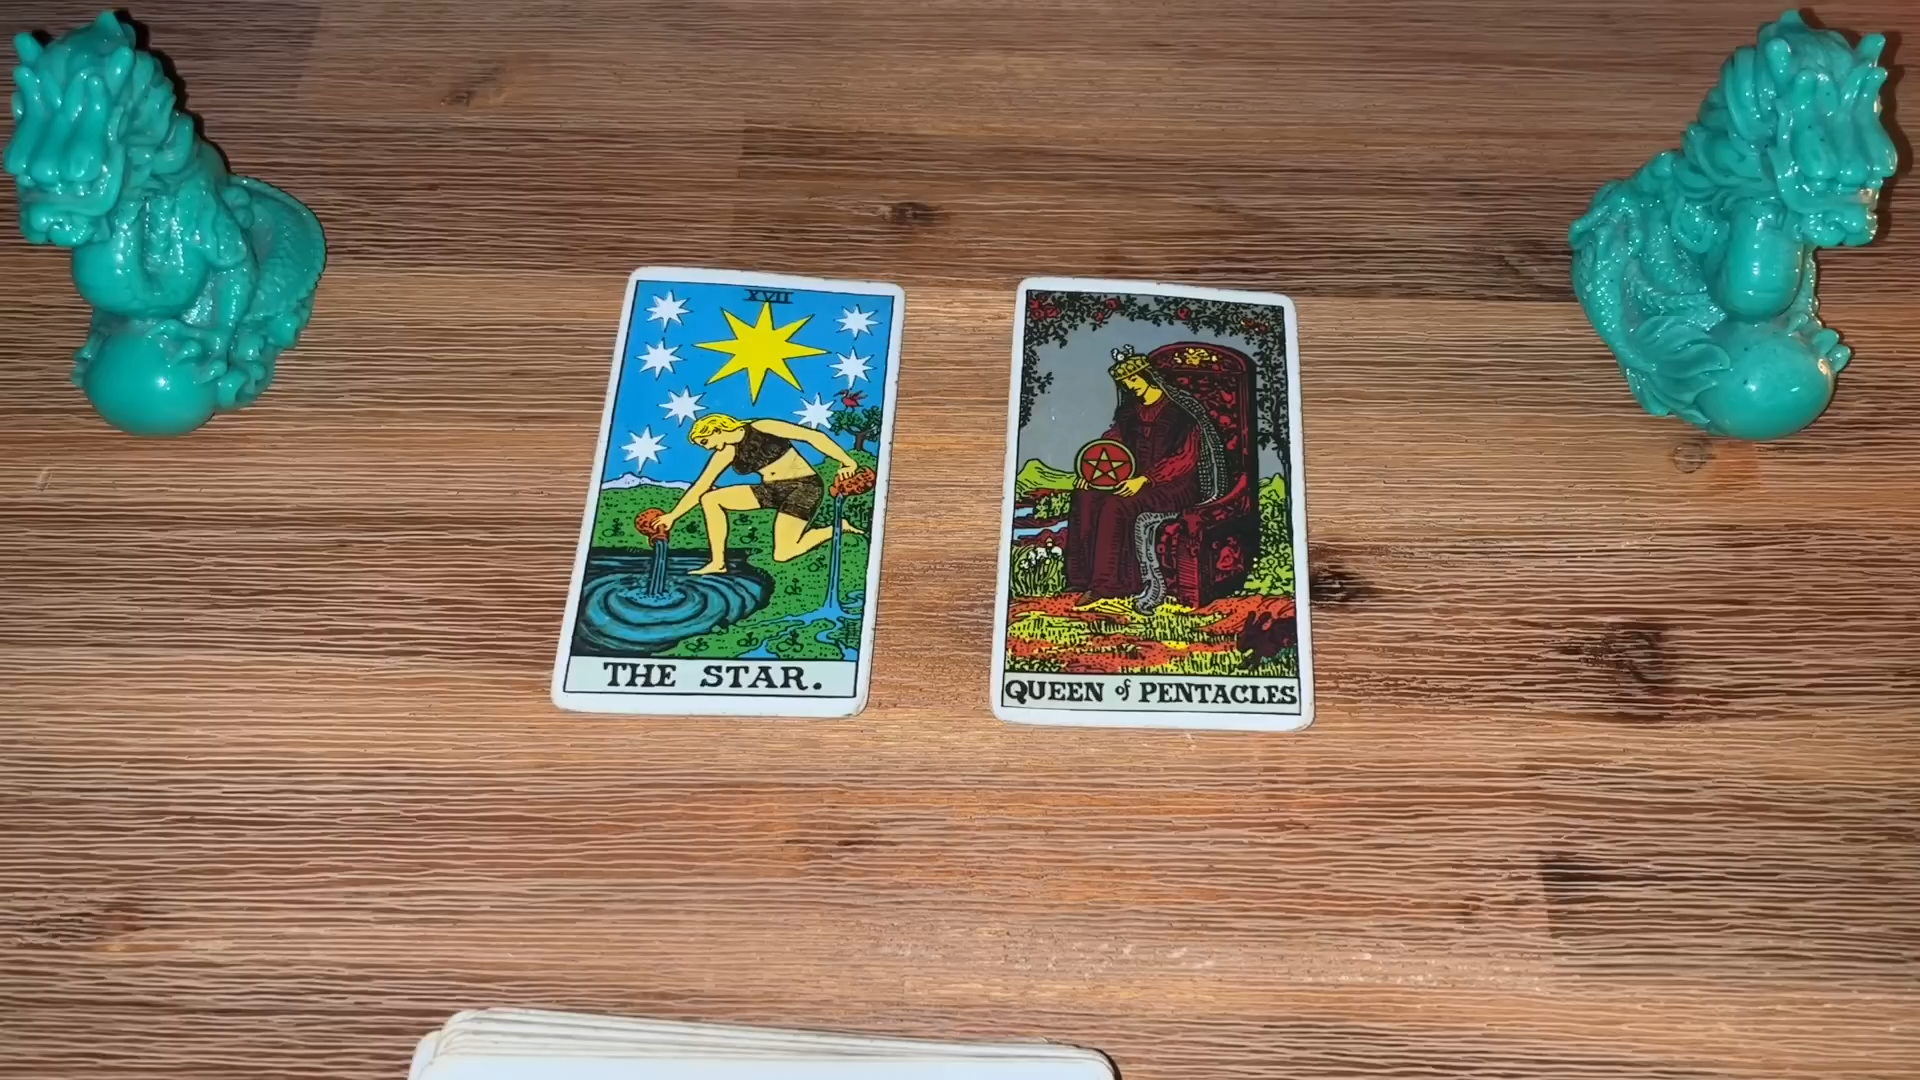 XVII
THE STAR.
QUEEN of PENTACLES